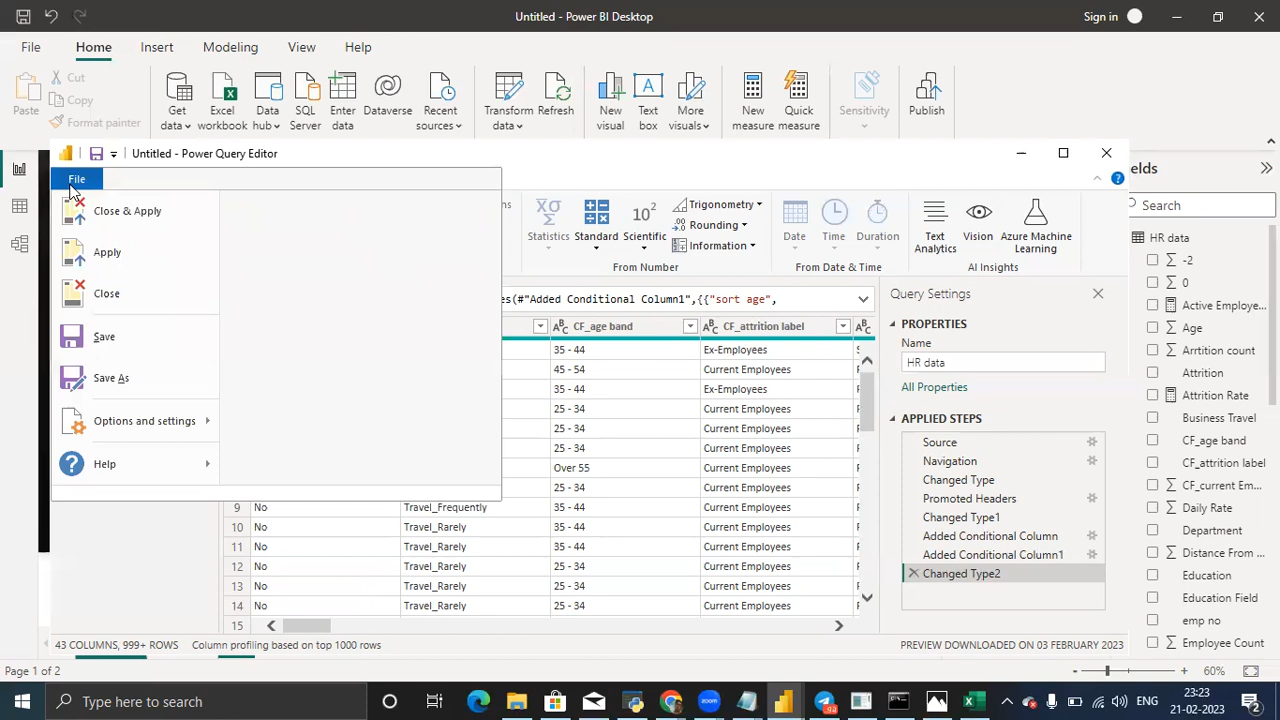 Untitled - Power BI Desktop
Sign in
File Home Insert Modeling View Help
Paste
Cut
Copy
Format painter
Get data
Excel workbook
Data hub
SQL Server
Enter data
Dataverse
Recent sources
Transform data
Refresh
New visual
Text box
More visuals
New measure
Quick measure
Sensitivity
Publish
Untitled - Power Query Editor
File
Close & Apply
Apply
Close
Save
Save As
Options and settings
Help
Statistics
Standard
Scientific
10²
Trigonometry
Rounding
Information
From Number
Date
Time
Duration
From Date & Time
Text Analytics
Vision
Azure Machine Learning
AI Insights
es(#"Added Conditional Column1",{{"sort age",
CF_age band CF_attrition label
35 - 44 Ex-Employees
45 - 54 Current Employees
35 - 44 Ex-Employees
25 - 34 Current Employees
25 - 34 Current Employees
25 - 34 Current Employees
Over 55 Current Employees
25 - 34 Current Employees
9 No Travel_Frequently 35 - 44 Current Employees
10 No Travel_Rarely 25 - 34 Current Employees
11 No Travel_Rarely 35 - 44 Current Employees
12 No Travel_Rarely 25 - 34 Current Employees
13 No Travel_Rarely 25 - 34 Current Employees
14 No Travel_Rarely 25 - 34 Current Employees
15
Query Settings
PROPERTIES
Name
HR data
All Properties
APPLIED STEPS
Source
Navigation
Changed Type
Promoted Headers
Changed Type1
Added Conditional Column
Added Conditional Column1
Changed Type2
43 COLUMNS, 999+ ROWS Column profiling based on top 1000 rows
PREVIEW DOWNLOADED ON 03 FEBRUARY 2023
elds
Search
HR data
-2
0
Active Employe...
Age
Arrtition count
Attrition
Attrition Rate
Business Travel
CF_age band
CF_attrition label
CF_current Em...
Daily Rate
Department
Distance From ...
Education
Education Field
emp no
Employee Count
Page 1 of 2
60%
Type here to search
ENG
23:23
21-02-2023